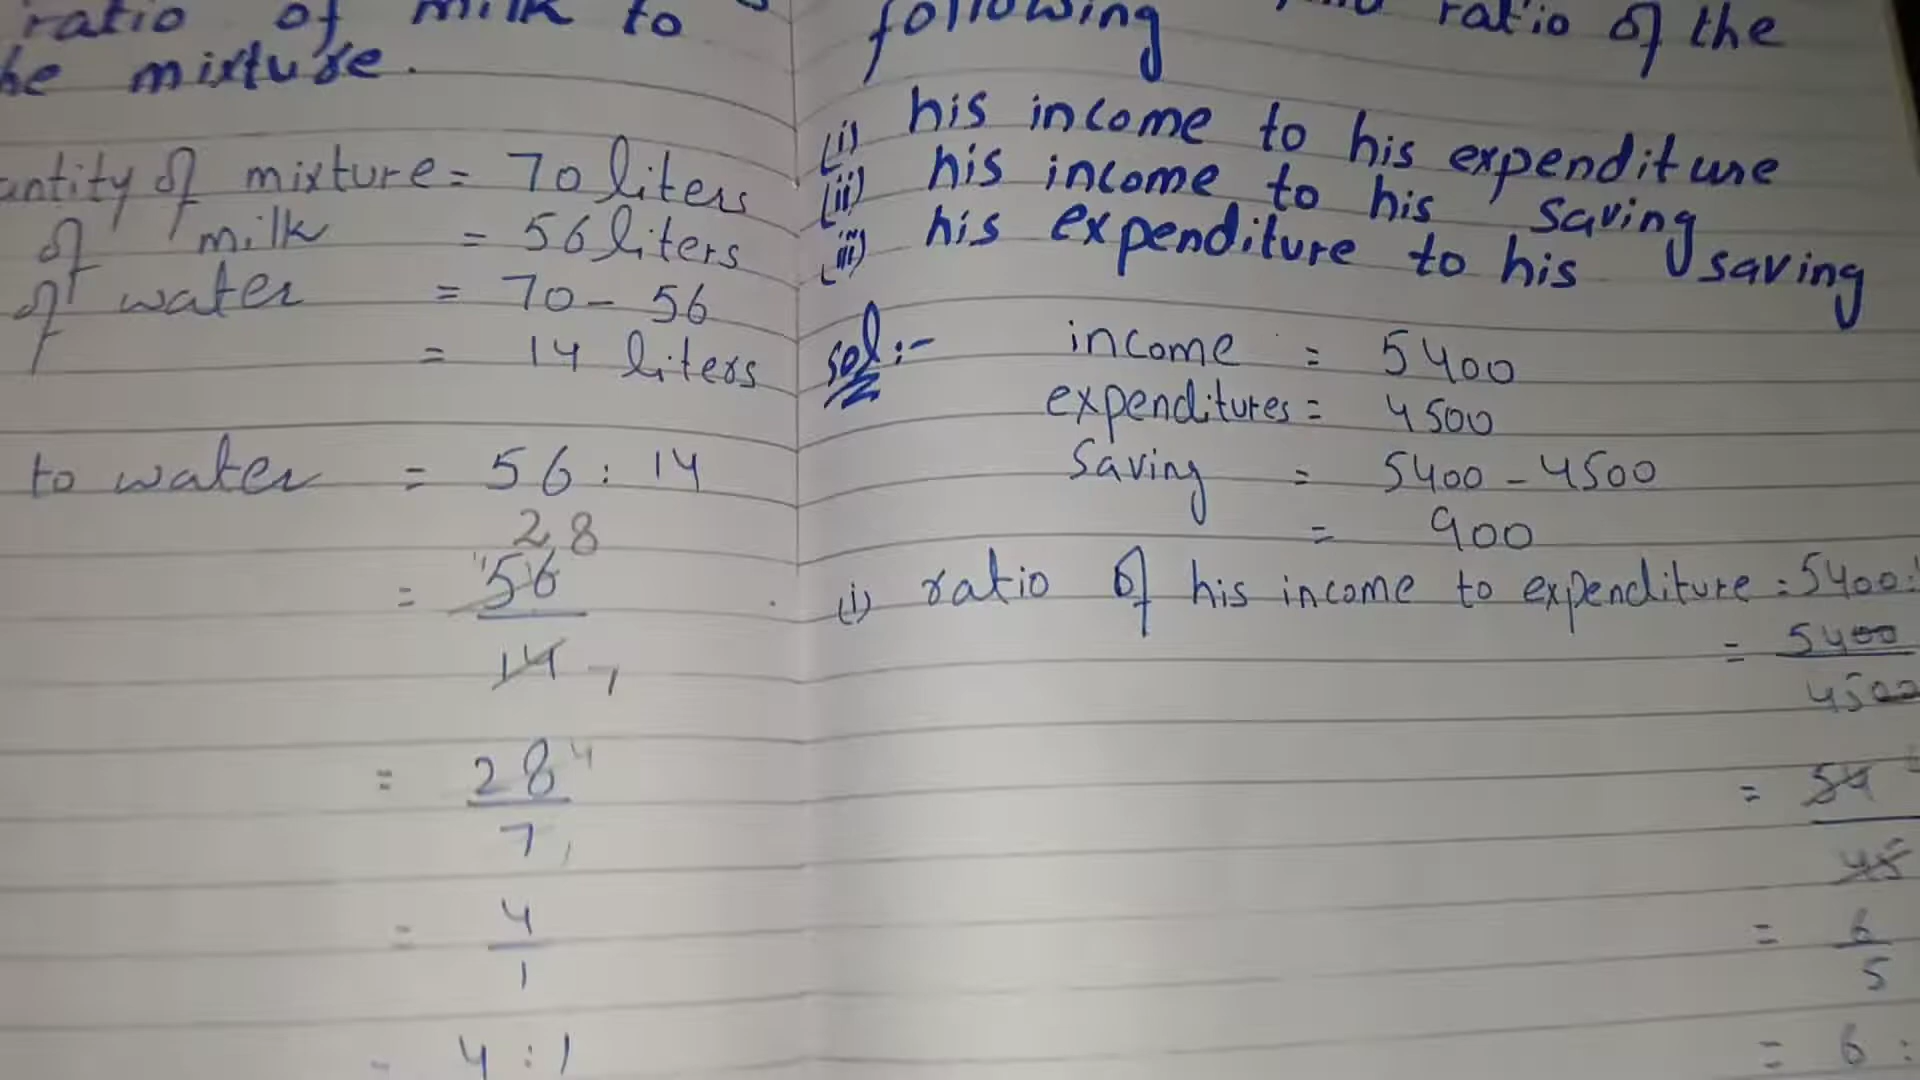 ratio of milk to
he mixture.
antity of mixture = 70 liters
of milk = 56 liters
of water = 70 - 56
= 14 liters
to water = 56 : 14
28
= 56
14 7
= 28 4
7 1
= 4
1
= 4 : 1
following ratio of the
(i) his income to his expenditure
(ii) his income to his saving
(iii) his expenditure to his saving
sol:- income = 5400
expenditures = 4500
saving = 5400 - 4500
= 900
(i) ratio of his income to expenditure = 5400:
= 5400
4500
= 54
45
= 6
5
= 6 :